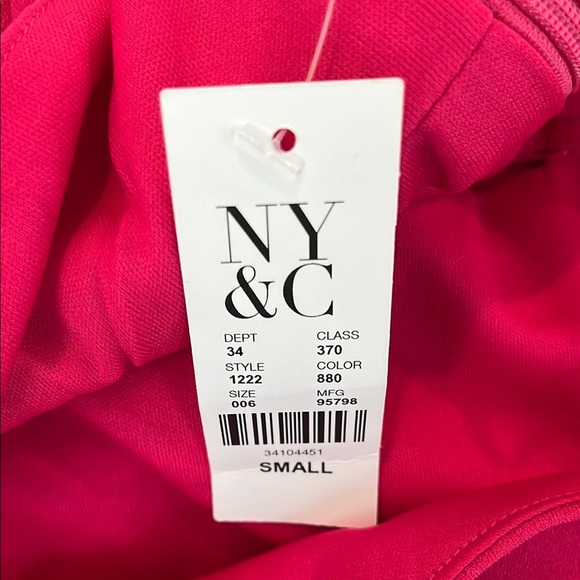 NY
&C
DEPT CLASS
34 370
STYLE COLOR
1222 880
SIZE MFG
006 95798
34104451
SMALL